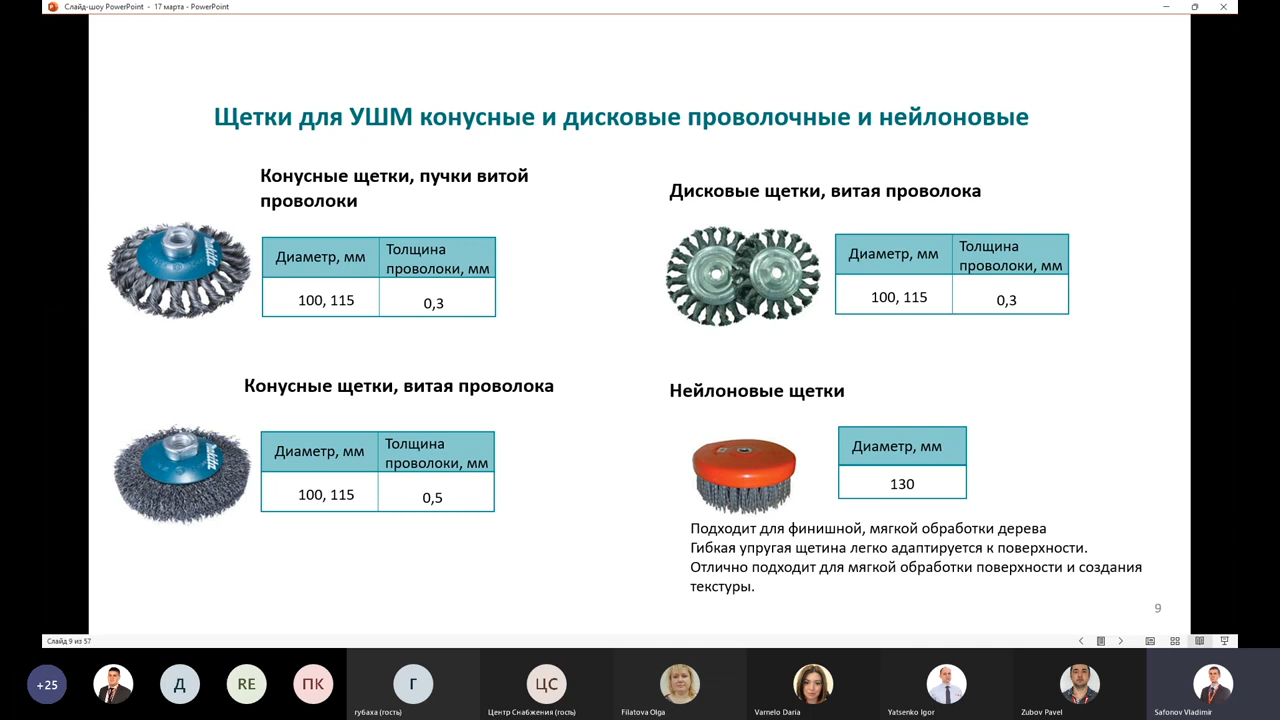 Слайд-шоу PowerPoint - 17 марта - PowerPoint
Щетки для УШМ конусные и дисковые проволочные и нейлоновые
Конусные щетки, пучки витой
проволоки
Диаметр, мм
Толщина
проволоки, мм
100, 115
0,3
Дисковые щетки, витая проволока
Диаметр, мм
Толщина
проволоки, мм
100, 115
0,3
Конусные щетки, витая проволока
Диаметр, мм
Толщина
проволоки, мм
100, 115
0,5
Нейлоновые щетки
Диаметр, мм
130
Подходит для финишной, мягкой обработки дерева
Гибкая упругая щетина легко адаптируется к поверхности.
Отлично подходит для мягкой обработки поверхности и создания
текстуры.
9
Слайд 9 из 57
+25
Д
RE
ПК
Г
ЦС
губаха (гость)
Центр Снабжения (гость)
Filatova Olga
Varnelo Daria
Yatsenko Igor
Zubov Pavel
Safonov Vladimir
makita
makita